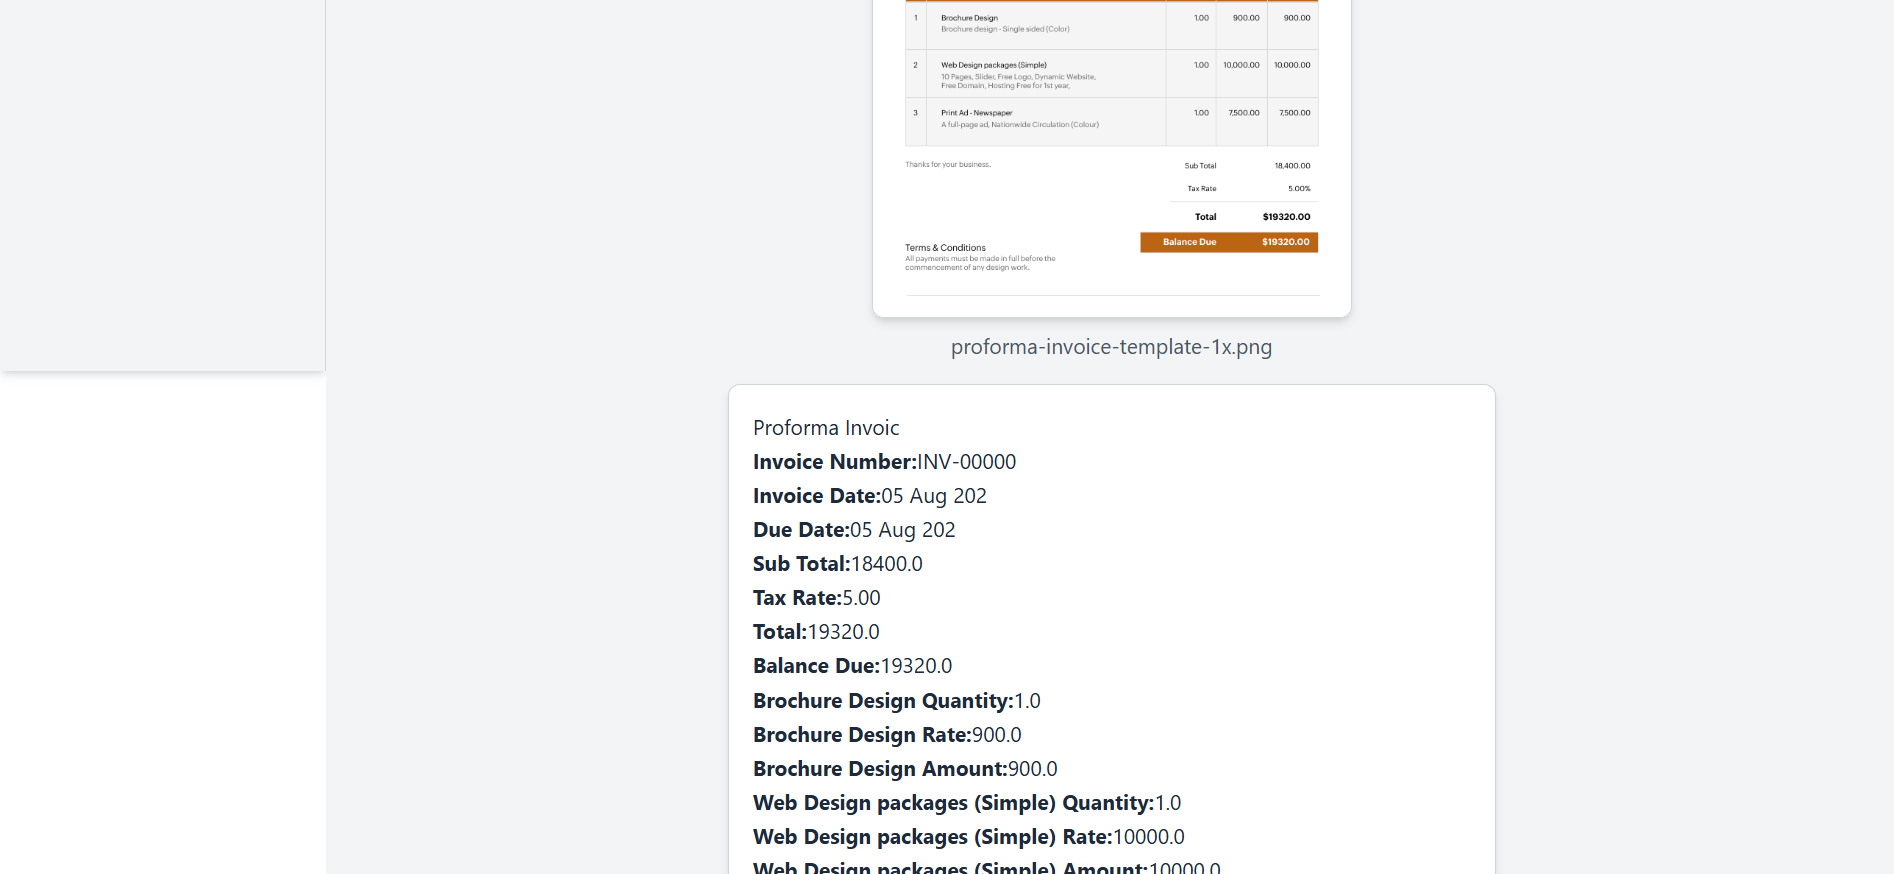 1 Brochure Design 1.00 900.00 900.00
Brochure design - Single sided (Color)
2 Web Design packages (Simple) 1.00 10,000.00 10,000.00
10 Pages, Slider, Free Logo, Dynamic Website,
Free Domain, Hosting Free for 1st year,
3 Print Ad - Newspaper 1.00 7,500.00 7,500.00
A full-page ad, Nationwide Circulation (Colour)
Thanks for your business.
Sub Total 18,400.00
Tax Rate 5.00%
Total $19320.00
Balance Due $19320.00
Terms & Conditions
All payments must be made in full before the
commencement of any design work.
proforma-invoice-template-1x.png
Proforma Invoic
Invoice Number:INV-00000
Invoice Date:05 Aug 202
Due Date:05 Aug 202
Sub Total:18400.0
Tax Rate:5.00
Total:19320.0
Balance Due:19320.0
Brochure Design Quantity:1.0
Brochure Design Rate:900.0
Brochure Design Amount:900.0
Web Design packages (Simple) Quantity:1.0
Web Design packages (Simple) Rate:10000.0
Web Design packages (Simple) Amount:10000.0